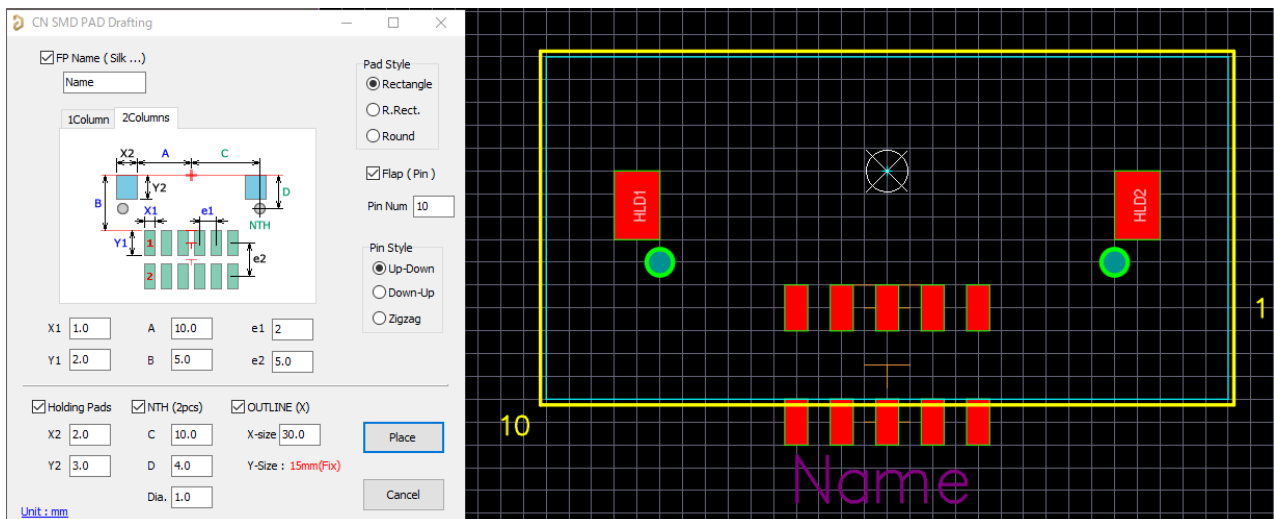 CN SMD PAD Drafting
FP Name ( Silk ...)
Name
1Column 2Columns
X2 A C
Y2 D
B
X1 e1
NTH
Y1 1 e2
2
X1 1.0 A 10.0 e1 2
Y1 2.0 B 5.0 e2 5.0
Pad Style
Rectangle
R.Rect.
Round
Flap ( Pin )
Pin Num 10
Pin Style
Up-Down
Down-Up
Zigzag
Holding Pads NTH (2pcs) OUTLINE (X)
X2 2.0 C 10.0 X-size 30.0
Y2 3.0 D 4.0 Y-Size : 15mm(Fix)
Dia. 1.0
Unit : mm
Place
Cancel
HLD1
HLD2
1
10
Name